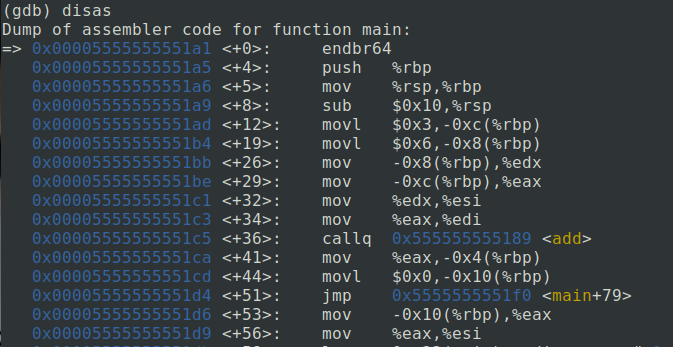 (gdb) disas
Dump of assembler code for function main:
=> 0x00005555555551a1 <+0>:     endbr64
   0x00005555555551a5 <+4>:     push   %rbp
   0x00005555555551a6 <+5>:     mov    %rsp,%rbp
   0x00005555555551a9 <+8>:     sub    $0x10,%rsp
   0x00005555555551ad <+12>:    movl   $0x3,-0xc(%rbp)
   0x00005555555551b4 <+19>:    movl   $0x6,-0x8(%rbp)
   0x00005555555551bb <+26>:    mov    -0x8(%rbp),%edx
   0x00005555555551be <+29>:    mov    -0xc(%rbp),%eax
   0x00005555555551c1 <+32>:    mov    %edx,%esi
   0x00005555555551c3 <+34>:    mov    %eax,%edi
   0x00005555555551c5 <+36>:    callq  0x555555555189 <add>
   0x00005555555551ca <+41>:    mov    %eax,-0x4(%rbp)
   0x00005555555551cd <+44>:    movl   $0x0,-0x10(%rbp)
   0x00005555555551d4 <+51>:    jmp    0x5555555551f0 <main+79>
   0x00005555555551d6 <+53>:    mov    -0x10(%rbp),%eax
   0x00005555555551d9 <+56>:    mov    %eax,%esi